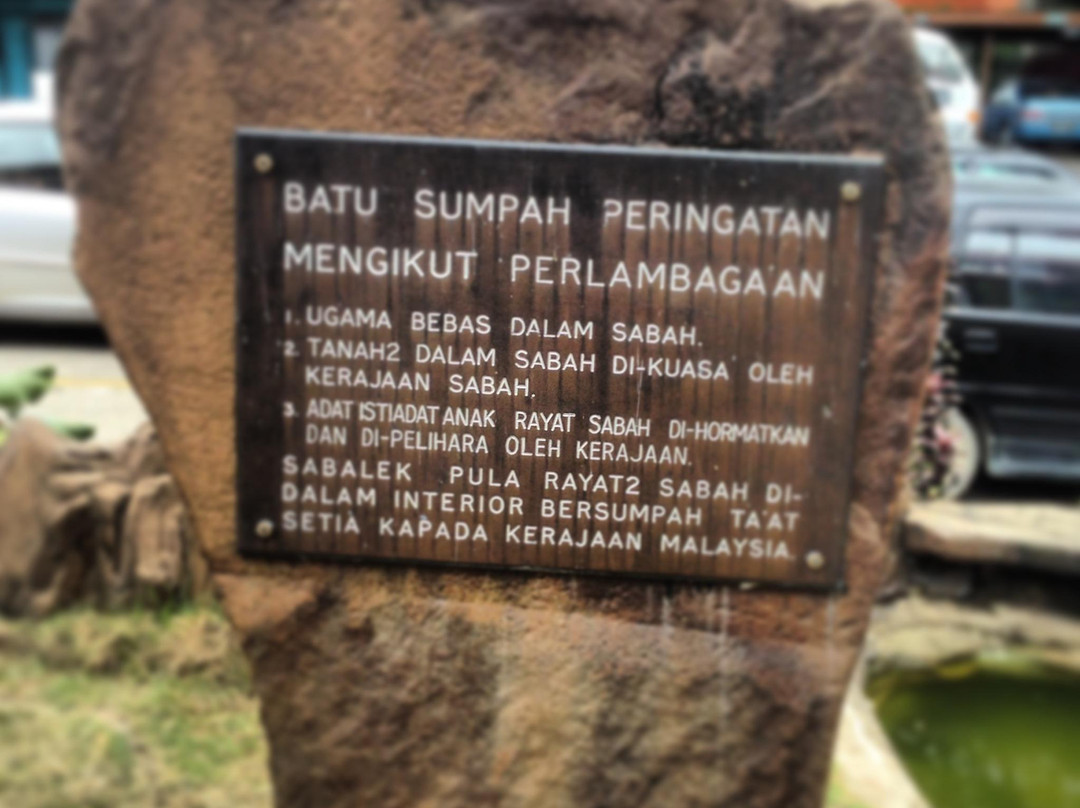 BATU SUMPAH PERINGATAN
MENGIKUT PERLAMBAGA'AN
1. UGAMA BEBAS DALAM SABAH.
2. TANAH2 DALAM SABAH DI-KUASA OLEH
KERAJAAN SABAH.
3. ADAT ISTIADAT ANAK RAYAT SABAH DI-HORMATKAN
DAN DI-PELIHARA OLEH KERAJAAN.
SABALEK PULA RAYAT2 SABAH DI-
DALAM INTERIOR BERSUMPAH TA'AT
SETIA KAPADA KERAJAAN MALAYSIA.